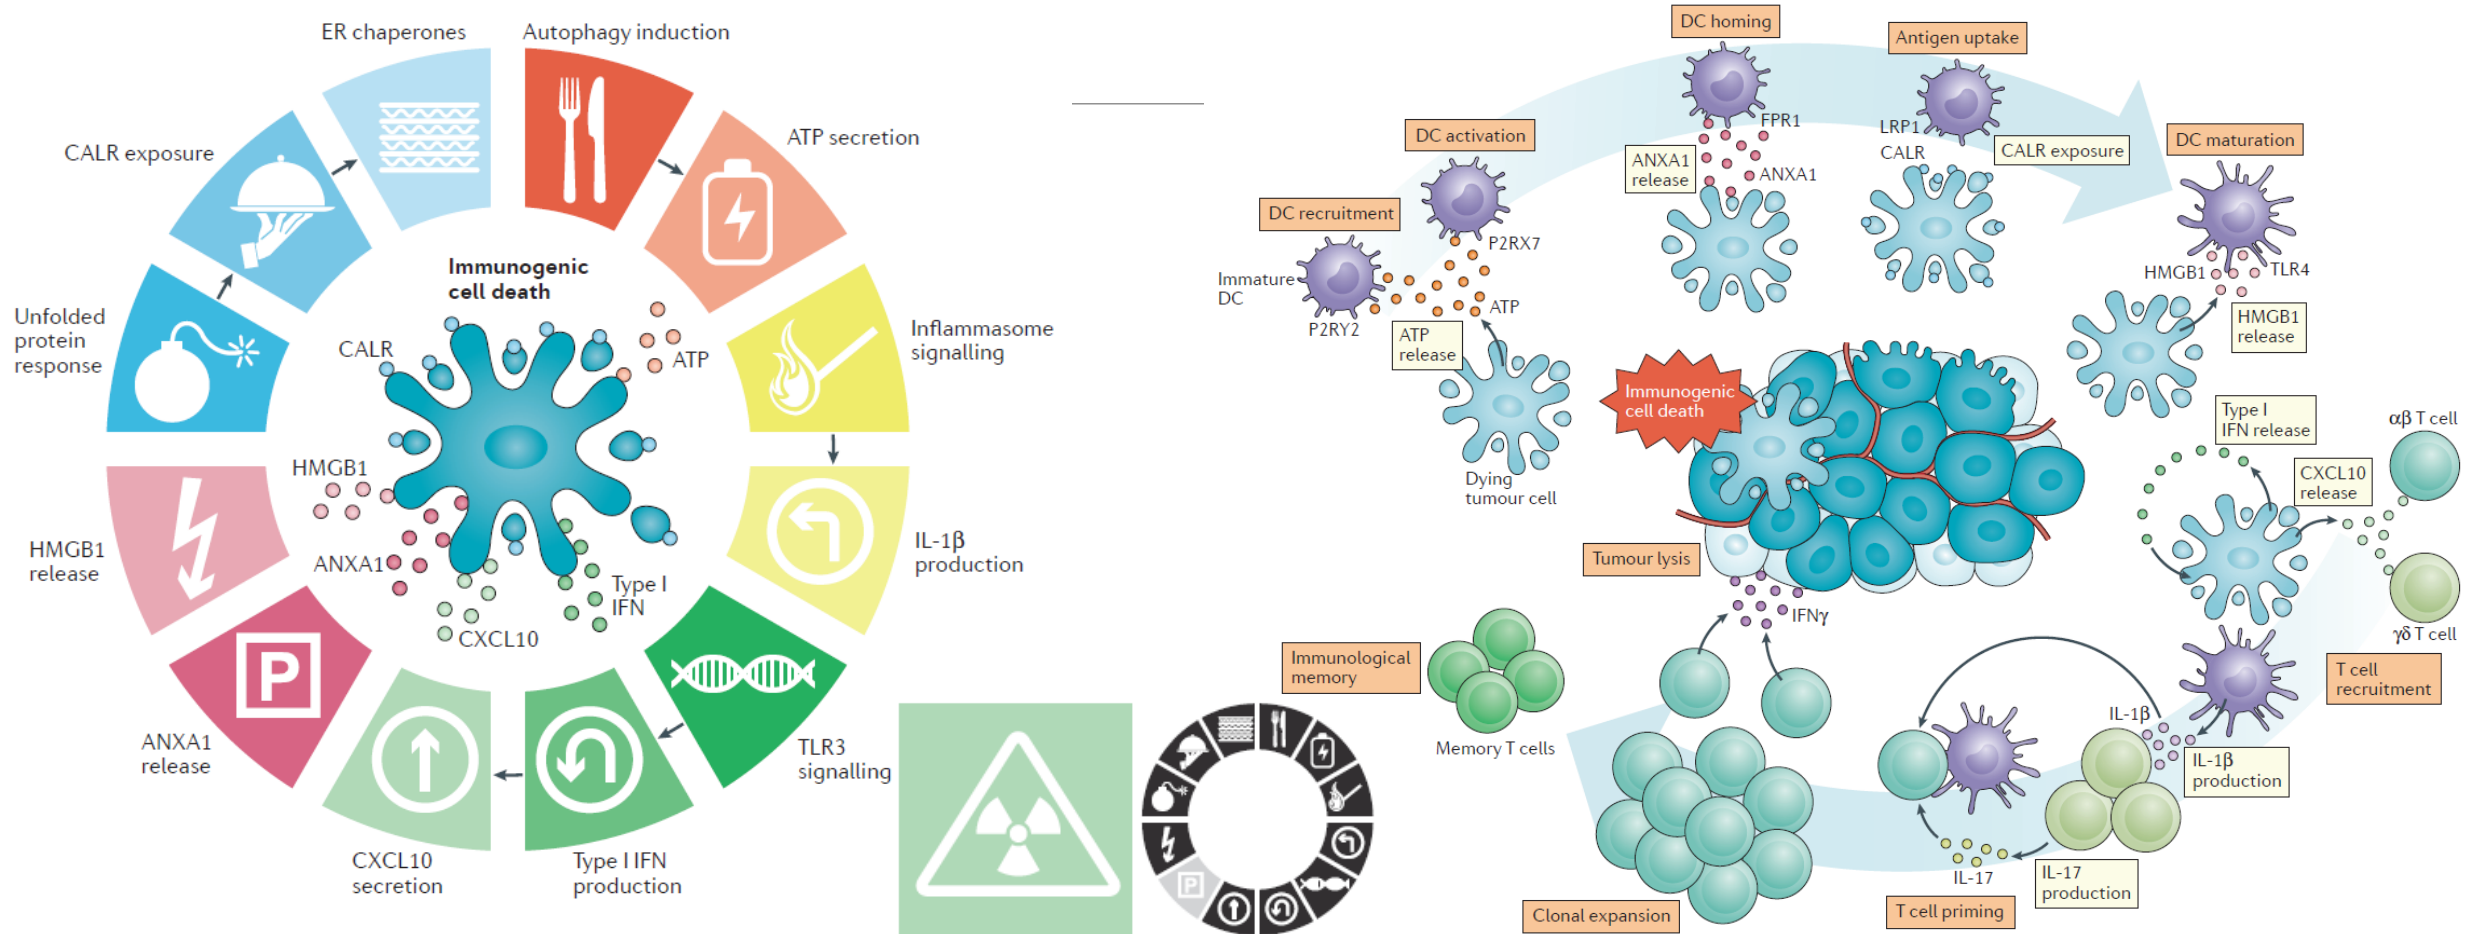 ER chaperones
Autophagy induction
CALR exposure
ATP secretion
Unfolded
protein
response
Immunogenic
cell death
CALR
ATP
Inflammasome
signalling
HMGB1
ANXA1
CXCL10
Type I
IFN
HMGB1
release
IL-1β
production
P
ANXA1
release
TLR3
signalling
CXCL10
secretion
Type I IFN
production
P
DC homing
Antigen uptake
DC activation
FPR1
ANXA1
release
ANXA1
LRP1
CALR
CALR exposure
DC maturation
DC recruitment
P2RX7
Immature
DC
P2RY2
ATP
ATP
release
HMGB1
TLR4
HMGB1
release
Immunogenic
cell death
Dying
tumour cell
Type I
IFN release
αβ T cell
CXCL10
release
γδ T cell
Tumour lysis
IFNγ
T cell
recruitment
Immunological
memory
Memory T cells
IL-1β
IL-1β
production
IL-17
IL-17
production
Clonal expansion
T cell priming